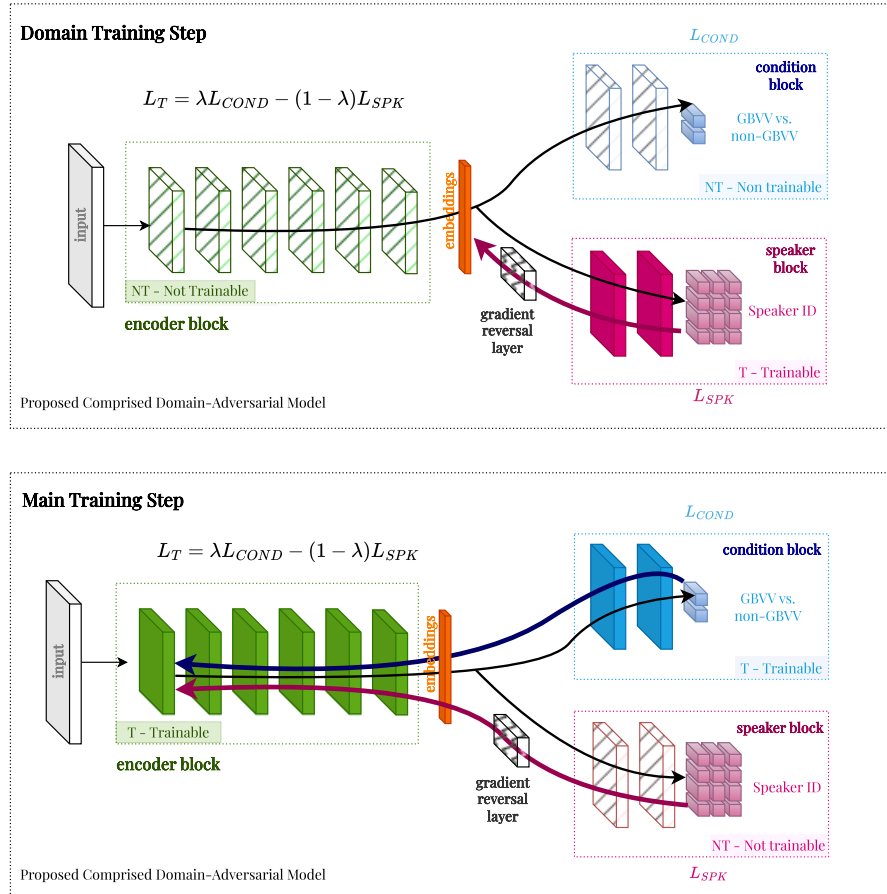 Domain Training Step
L_T = λL_COND − (1 − λ)L_SPK
L_COND
condition
block
GBVV vs.
non-GBVV
NT - Non trainable
input
embeddings
NT - Not Trainable
encoder block
gradient
reversal
layer
speaker
block
Speaker ID
T - Trainable
L_SPK
Proposed Comprised Domain-Adversarial Model
Main Training Step
L_T = λL_COND − (1 − λ)L_SPK
L_COND
condition block
GBVV vs.
non-GBVV
T - Trainable
input
embeddings
T - Trainable
encoder block
gradient
reversal
layer
speaker block
Speaker ID
NT - Not trainable
L_SPK
Proposed Comprised Domain-Adversarial Model